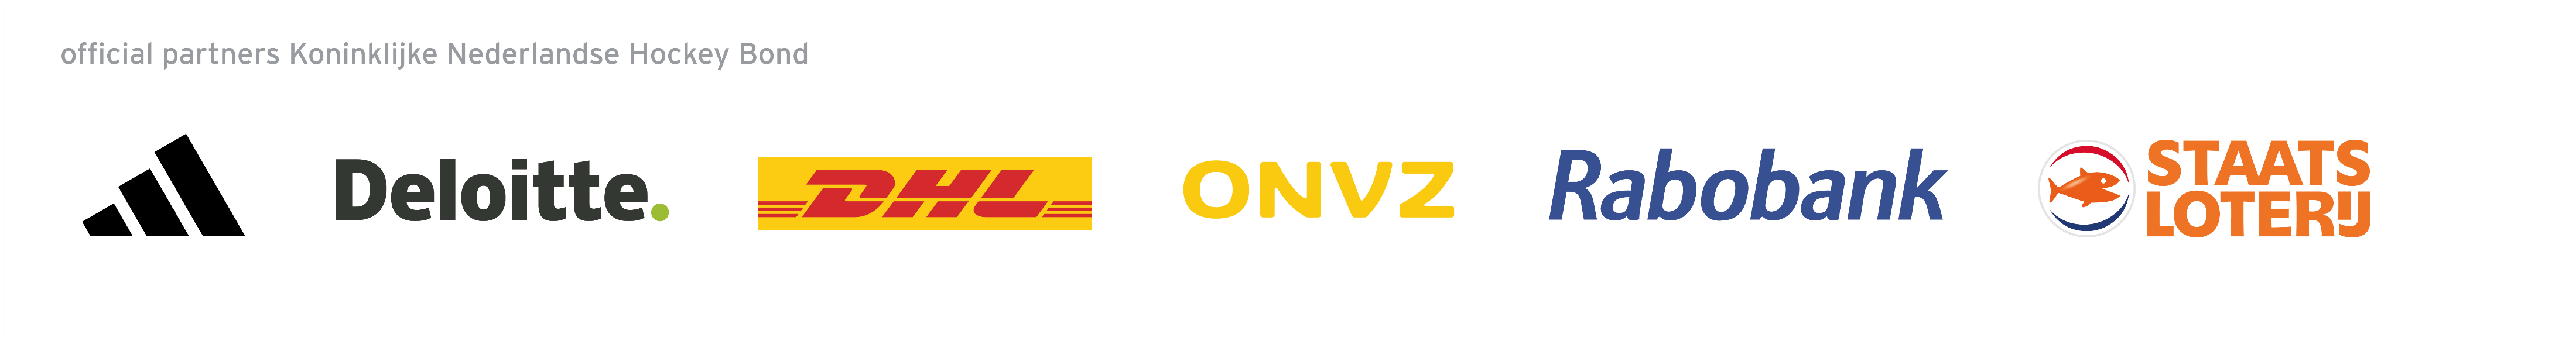 official partners Koninklijke Nederlandse Hockey Bond
Deloitte.
DHL
ONVZ
Rabobank
STAATS
LOTERIJ